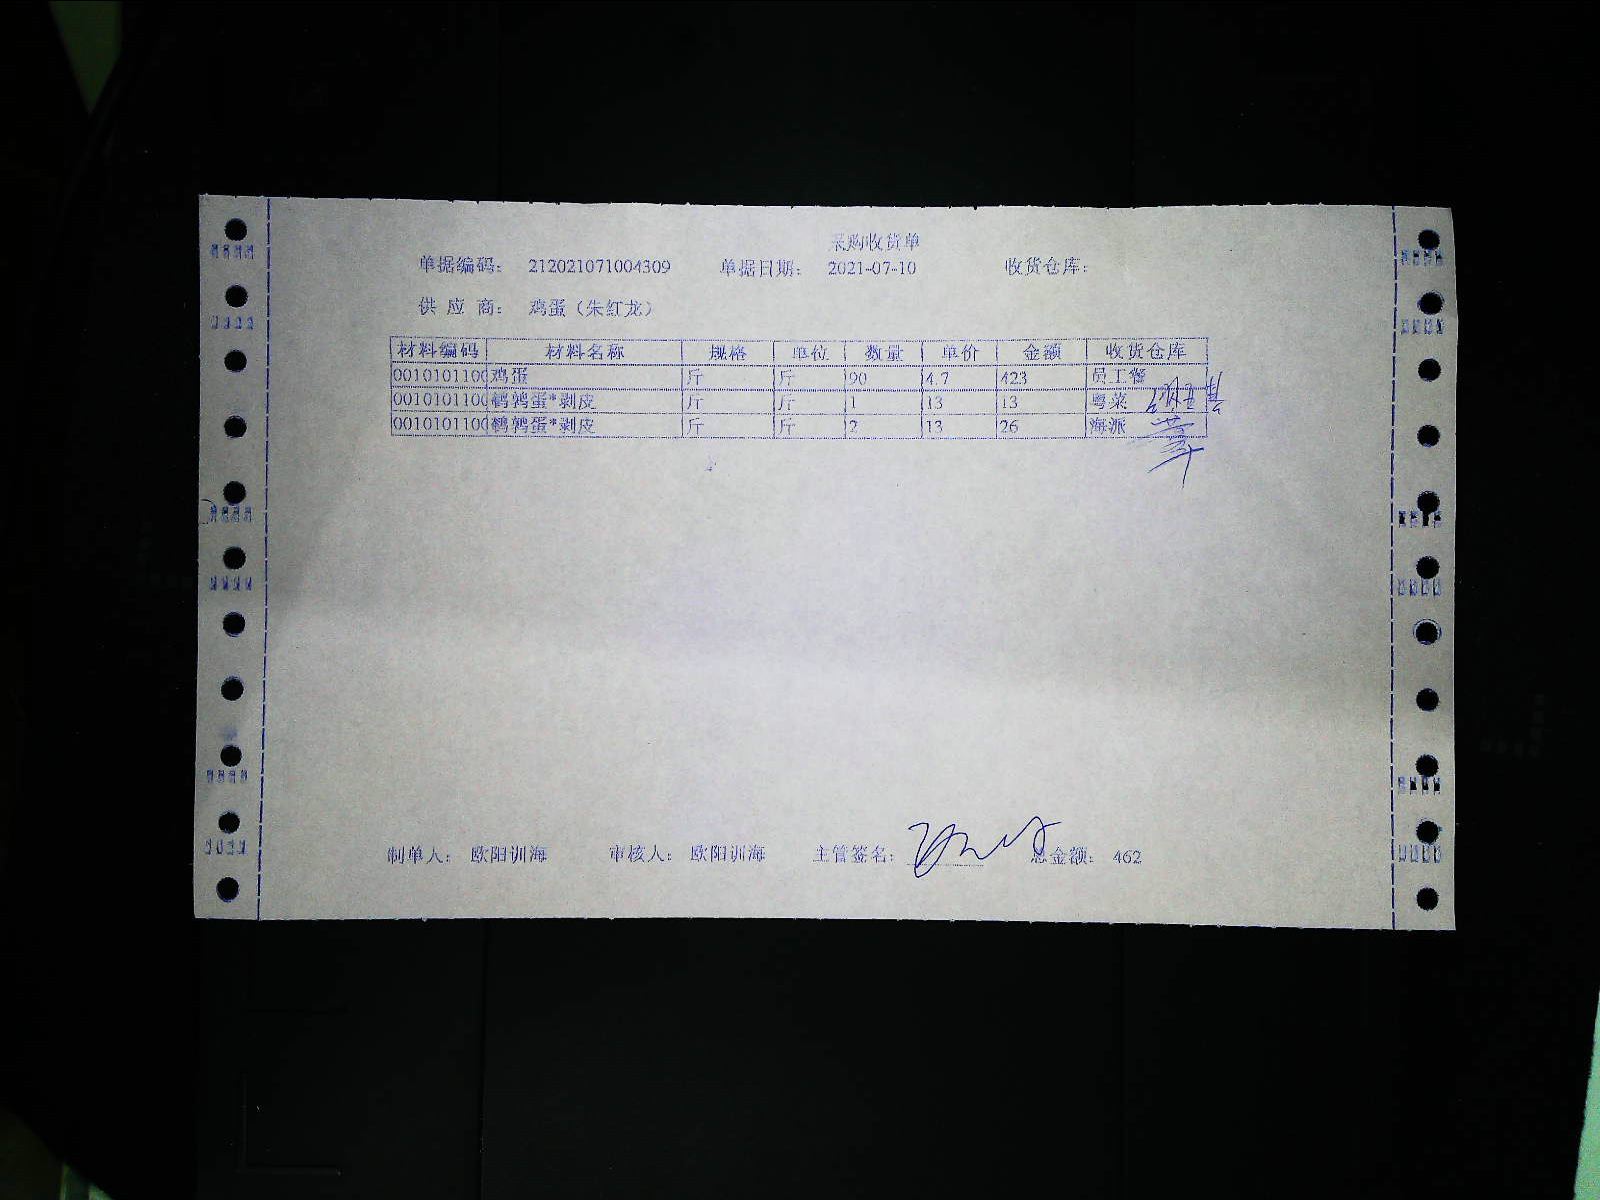 采购收货单
单据编码： 212021071004309 单据日期： 2021-07-10 收货仓库：
供 应 商： 鸡蛋（朱红龙）
材料编码 材料名称 规格 单位 数量 单价 金额 收货仓库
0010101100 鸡蛋 斤 斤 90 4.7 423 员工餐
0010101100 鹌鹑蛋*剥皮 斤 斤 1 13 13 粤菜
0010101100 鹌鹑蛋*剥皮 斤 斤 2 13 26 海派
制单人： 欧阳训海 审核人： 欧阳训海 主管签名： 总金额： 462